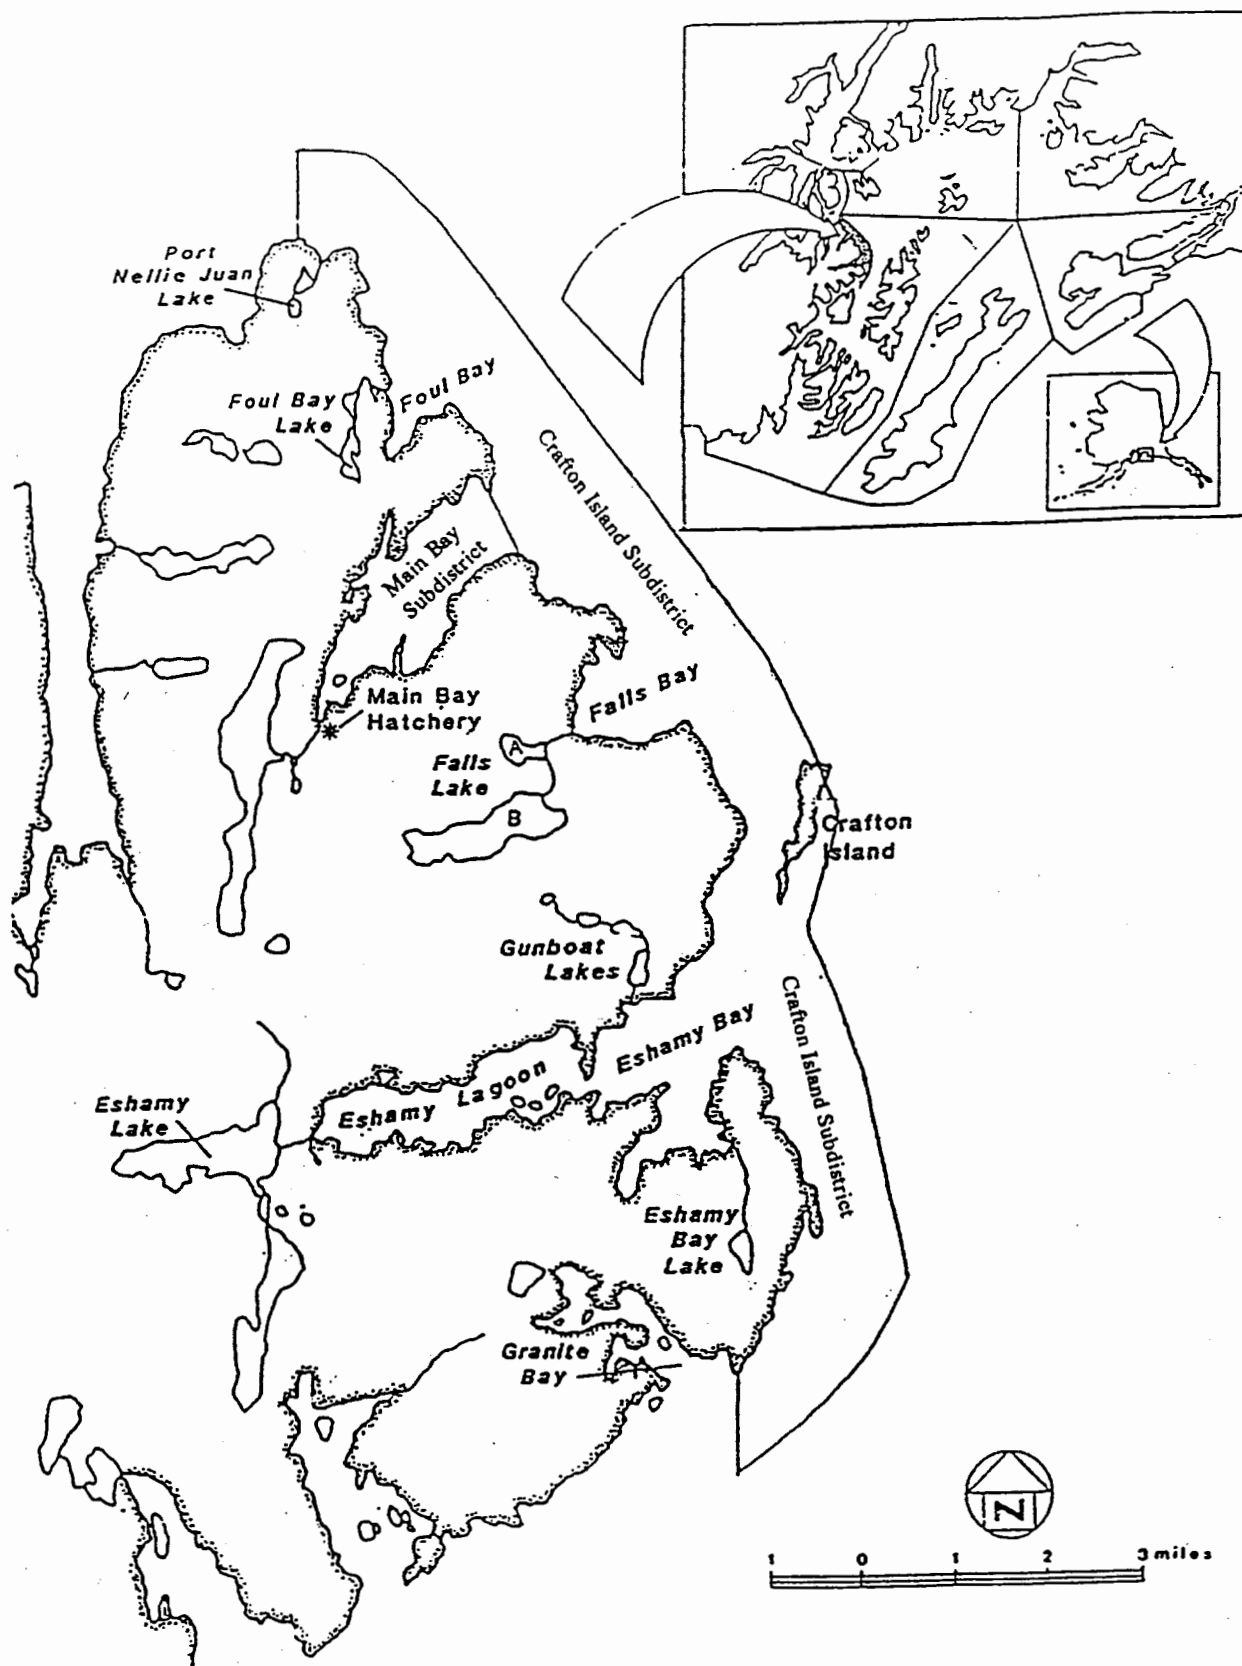 Port
Nellie Juan
Lake
Foul Bay
Lake
Foul Bay
Crafton Island Subdistrict
Main Bay
Subdistrict
Main Bay
Hatchery
Falls Bay
A
Falls
Lake
B
Crafton
Island
Gunboat
Lakes
Eshamy Bay
Crafton Island Subdistrict
Eshamy Lagoon
Eshamy
Lake
Eshamy
Bay
Lake
Granite
Bay
N
1 0 1 2 3 miles